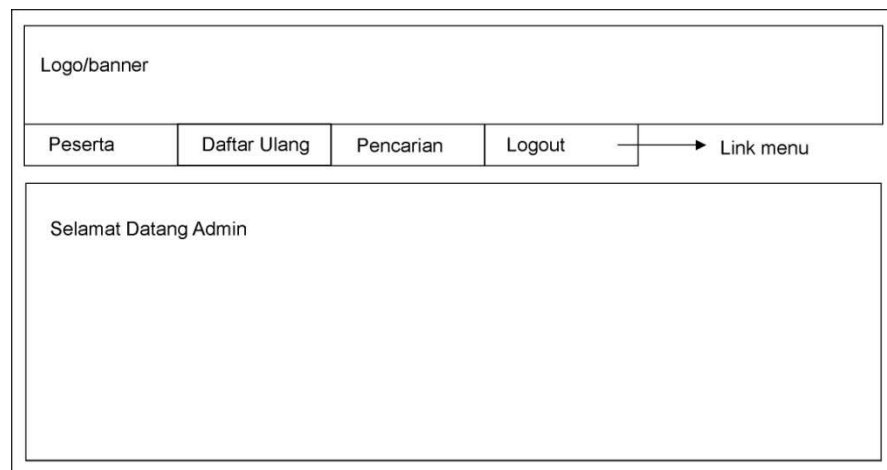 Logo/banner
Peserta Daftar Ulang Pencarian Logout Link menu
Selamat Datang Admin